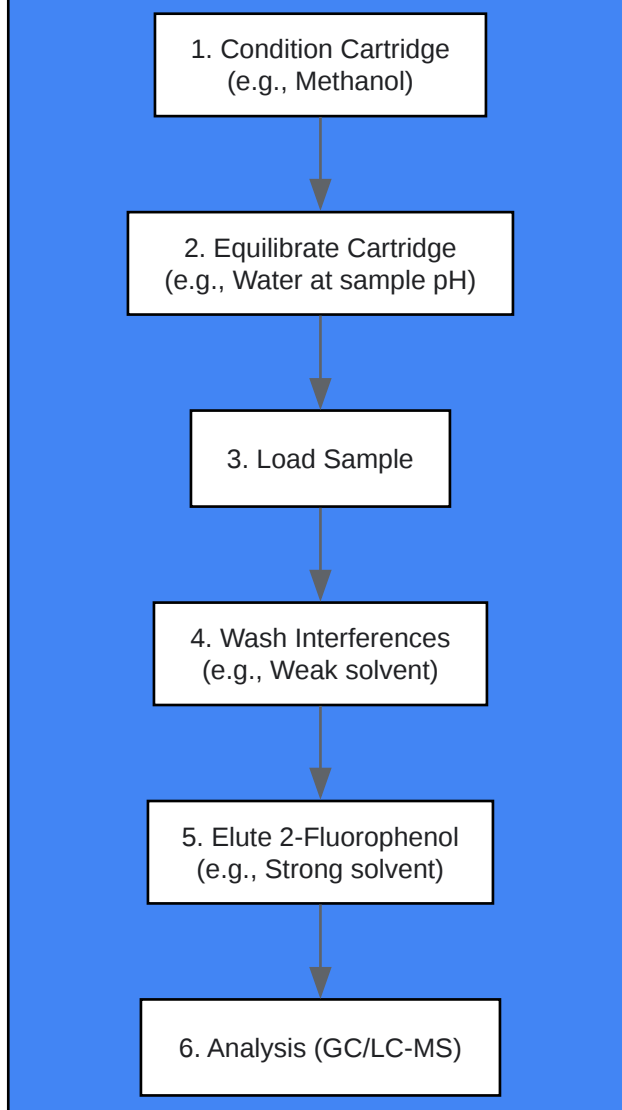 1. Condition Cartridge
(e.g., Methanol)
2. Equilibrate Cartridge
(e.g., Water at sample pH)
3. Load Sample
4. Wash Interferences
(e.g., Weak solvent)
5. Elute 2-Fluorophenol
(e.g., Strong solvent)
6. Analysis (GC/LC-MS)